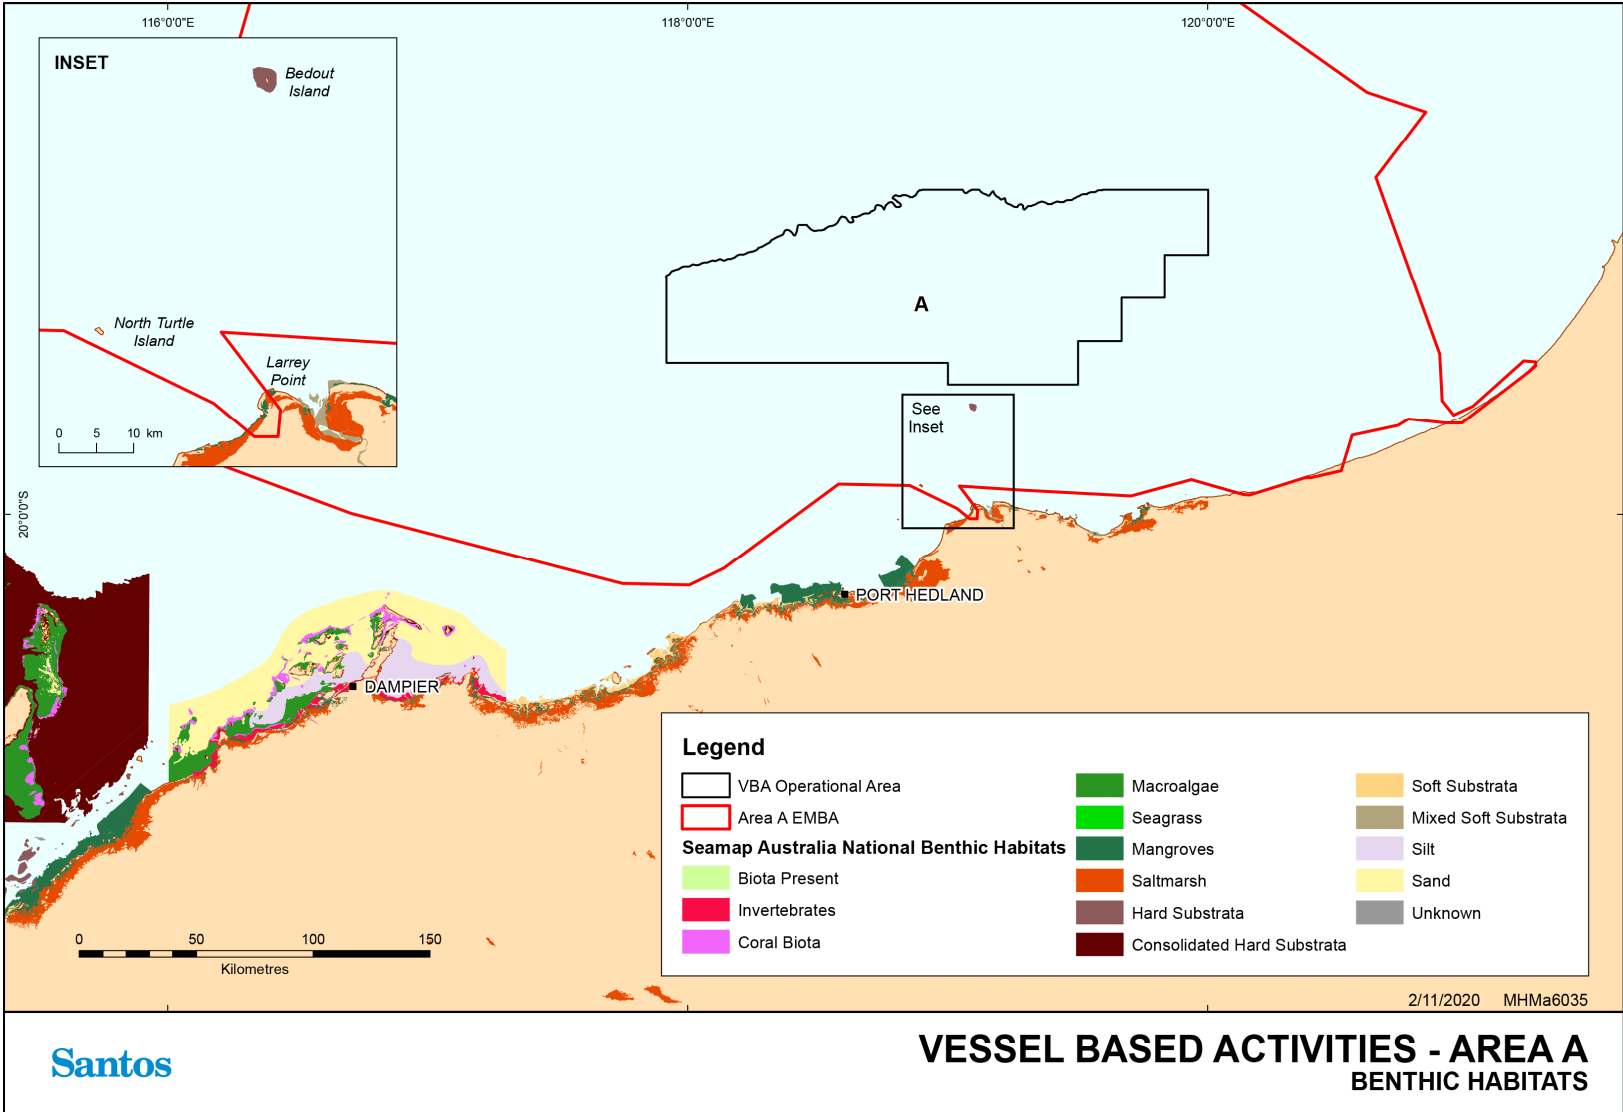 116°0'0"E
118°0'0"E
120°0'0"E
INSET
Bedout
Island
North Turtle
Island
Larrey
Point
0 5 10 km
A
See
Inset
20°0'0"S
PORT HEDLAND
DAMPIER
Legend
VBA Operational Area
Area A EMBA
Seamap Australia National Benthic Habitats
Biota Present
Invertebrates
Coral Biota
Macroalgae
Seagrass
Mangroves
Saltmarsh
Hard Substrata
Consolidated Hard Substrata
Soft Substrata
Mixed Soft Substrata
Silt
Sand
Unknown
0 50 100 150
Kilometres
2/11/2020 MHMa6035
Santos
VESSEL BASED ACTIVITIES - AREA A
BENTHIC HABITATS